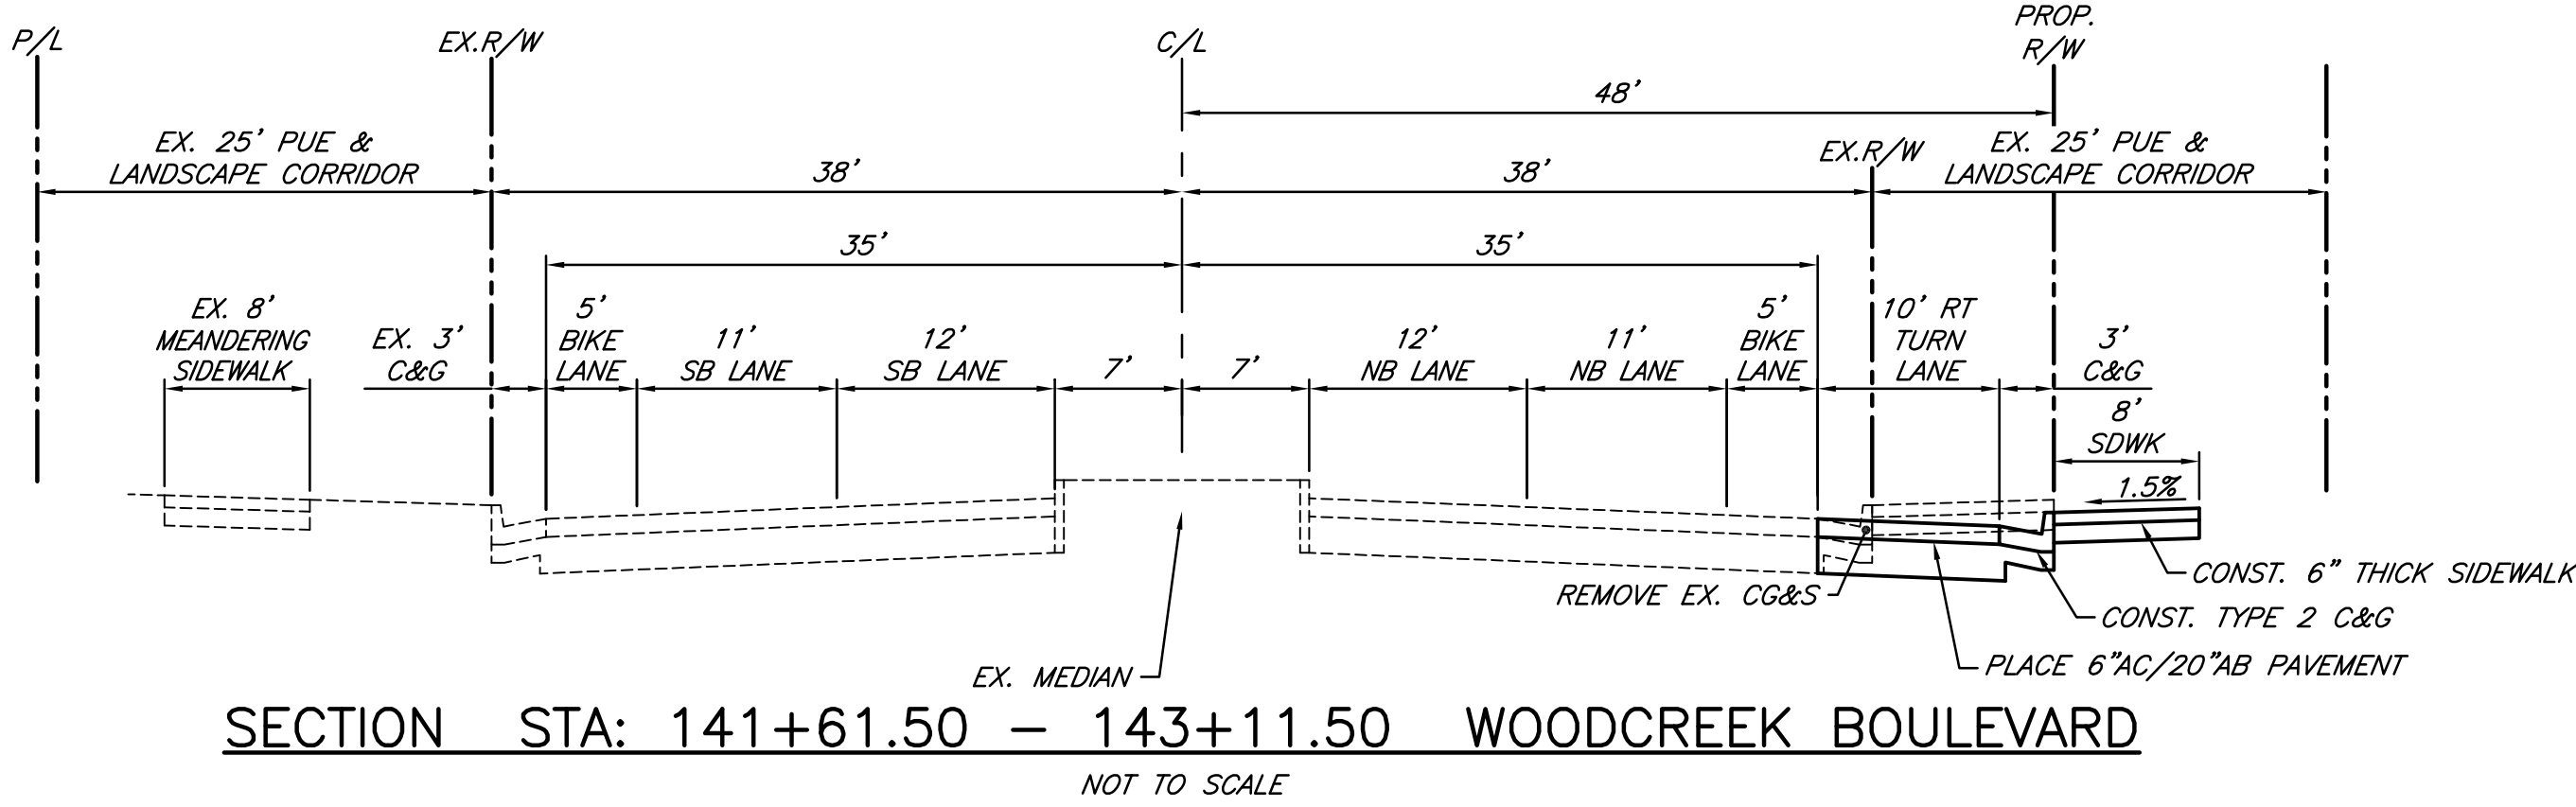 P/L
EX.R/W
C/L
PROP.
R/W
48'
EX. 25' PUE &
LANDSCAPE CORRIDOR
38'
38'
EX.R/W
EX. 25' PUE &
LANDSCAPE CORRIDOR
35'
35'
EX. 8'
MEANDERING
SIDEWALK
EX. 3'
C&G
5'
BIKE
LANE
11'
SB LANE
12'
SB LANE
7'
7'
12'
NB LANE
11'
NB LANE
5'
BIKE
LANE
10' RT
TURN
LANE
3'
C&G
8'
SDWK
1.5%
REMOVE EX. CG&S
CONST. 6" THICK SIDEWALK
CONST. TYPE 2 C&G
PLACE 6"AC/20"AB PAVEMENT
EX. MEDIAN
SECTION STA: 141+61.50 - 143+11.50 WOODCREEK BOULEVARD
NOT TO SCALE